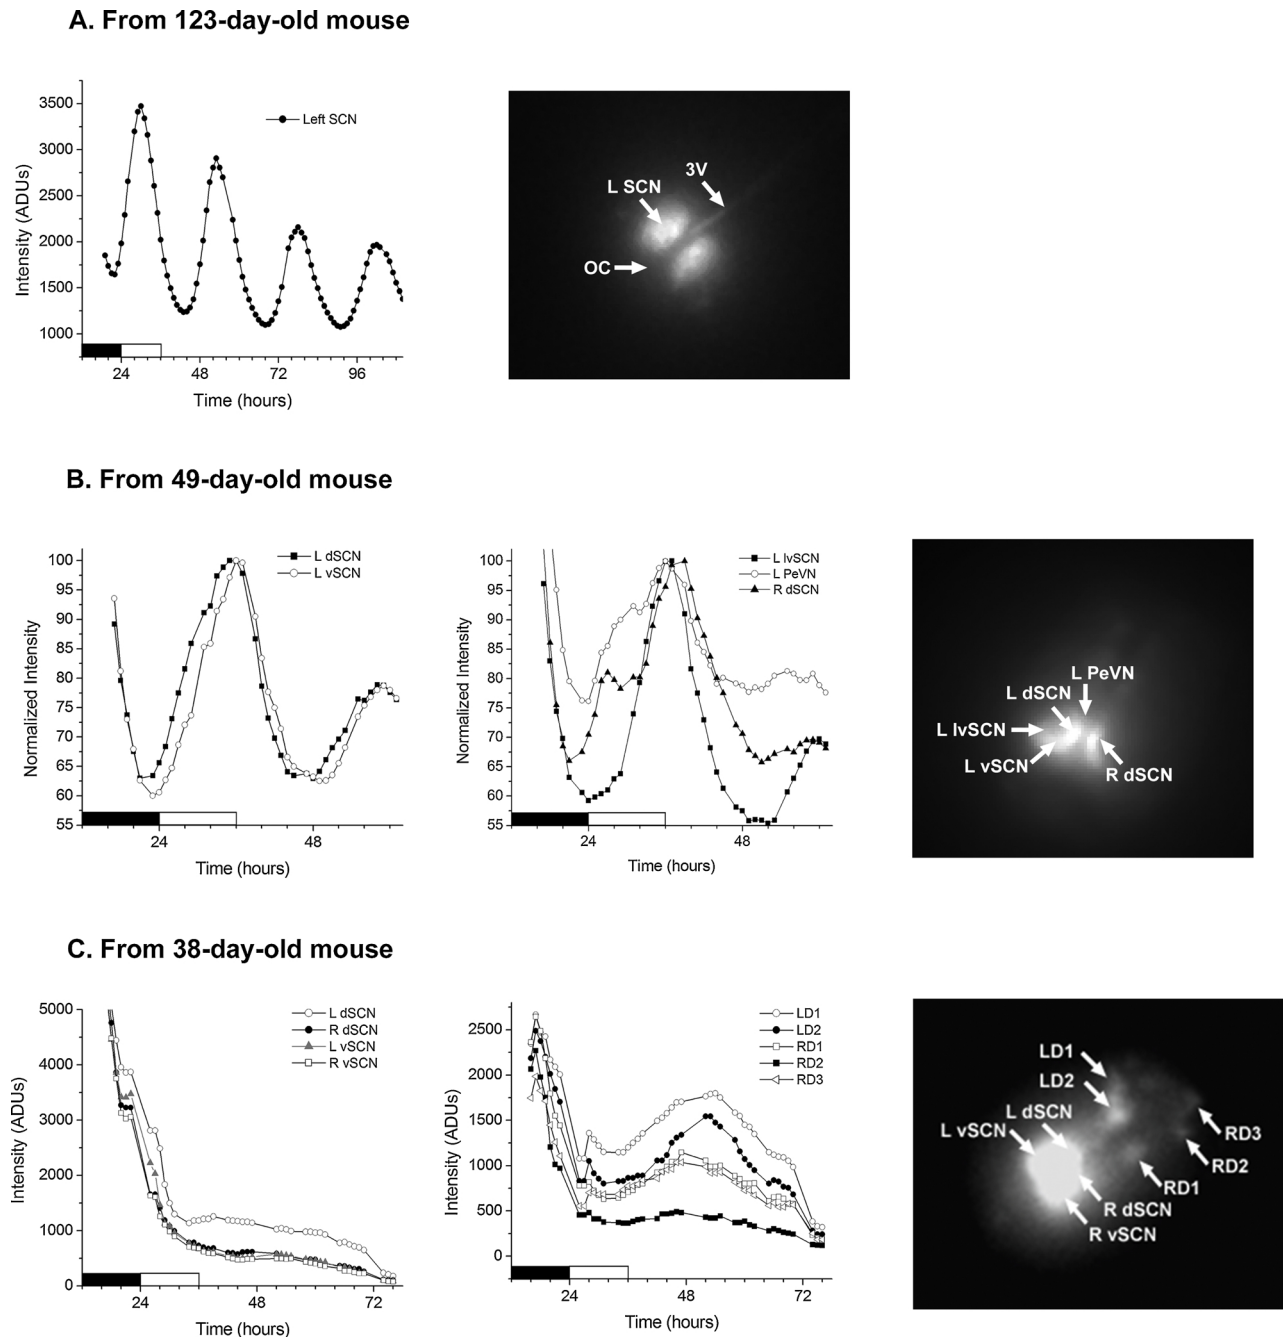 A. From 123-day-old mouse
3500
3000
2500
2000
1500
1000
Intensity (ADUs)
Left SCN
24 48 72 96
Time (hours)
L SCN
3V
OC
B. From 49-day-old mouse
100
95
90
85
80
75
70
65
60
55
Normalized Intensity
L dSCN
L vSCN
24 48
Time (hours)
100
95
90
85
80
75
70
65
60
55
Normalized Intensity
L lvSCN
L PeVN
R dSCN
24 48
Time (hours)
L PeVN
L dSCN
L lvSCN
L vSCN
R dSCN
C. From 38-day-old mouse
5000
4000
3000
2000
1000
0
Intensity (ADUs)
L dSCN
R dSCN
L vSCN
R vSCN
24 48 72
Time (hours)
2500
2000
1500
1000
500
0
Intensity (ADUs)
LD1
LD2
RD1
RD2
RD3
24 48 72
Time (hours)
LD1
LD2
L dSCN
L vSCN
RD3
RD2
RD1
R dSCN
R vSCN